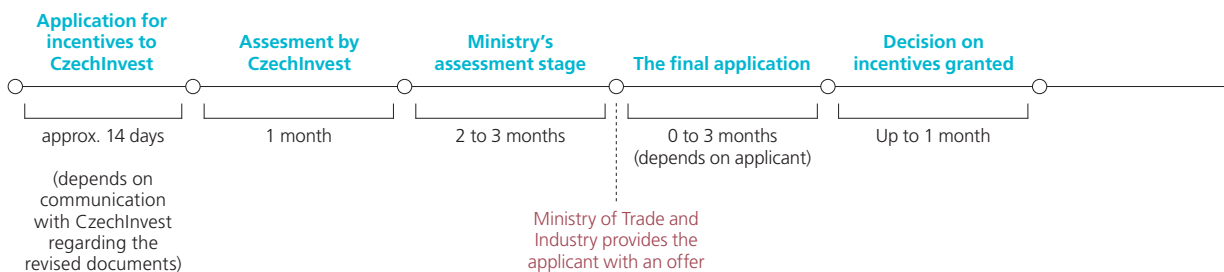 Application for
incentives to
CzechInvest
Assesment by
CzechInvest
Ministry's
assessment stage
The final application
Decision on
incentives granted
approx. 14 days
(depends on
communication
with CzechInvest
regarding the
revised documents)
1 month
2 to 3 months
0 to 3 months
(depends on applicant)
Up to 1 month
Ministry of Trade and
Industry provides the
applicant with an offer